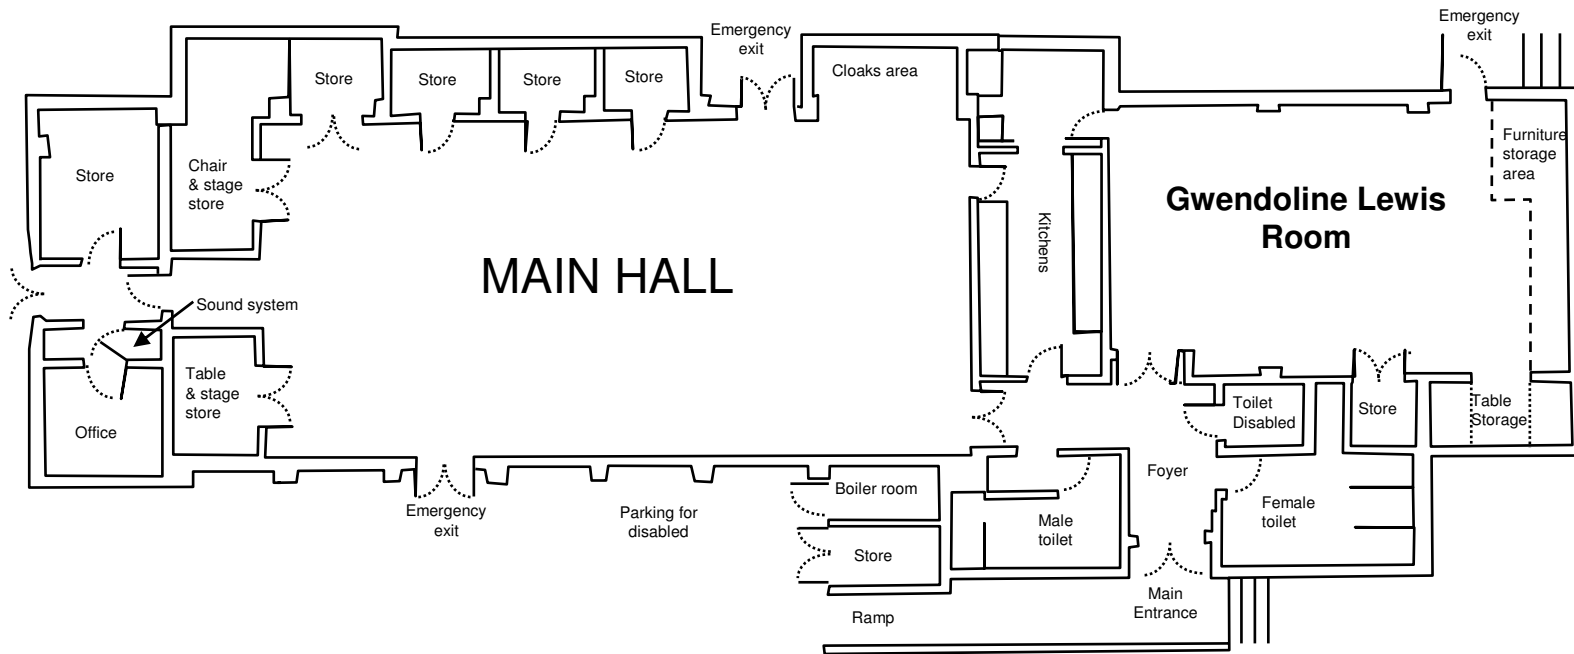 Emergency
exit
Emergency
exit
Store
Store
Store
Store
Cloaks area
Store
Chair
& stage
store
Furniture
storage
area
Gwendoline Lewis
Room
Kitchens
MAIN HALL
Sound system
Table
& stage
store
Office
Toilet
Disabled
Store
Table
Storage
Foyer
Boiler room
Emergency
exit
Parking for
disabled
Male
toilet
Female
toilet
Store
Main
Entrance
Ramp